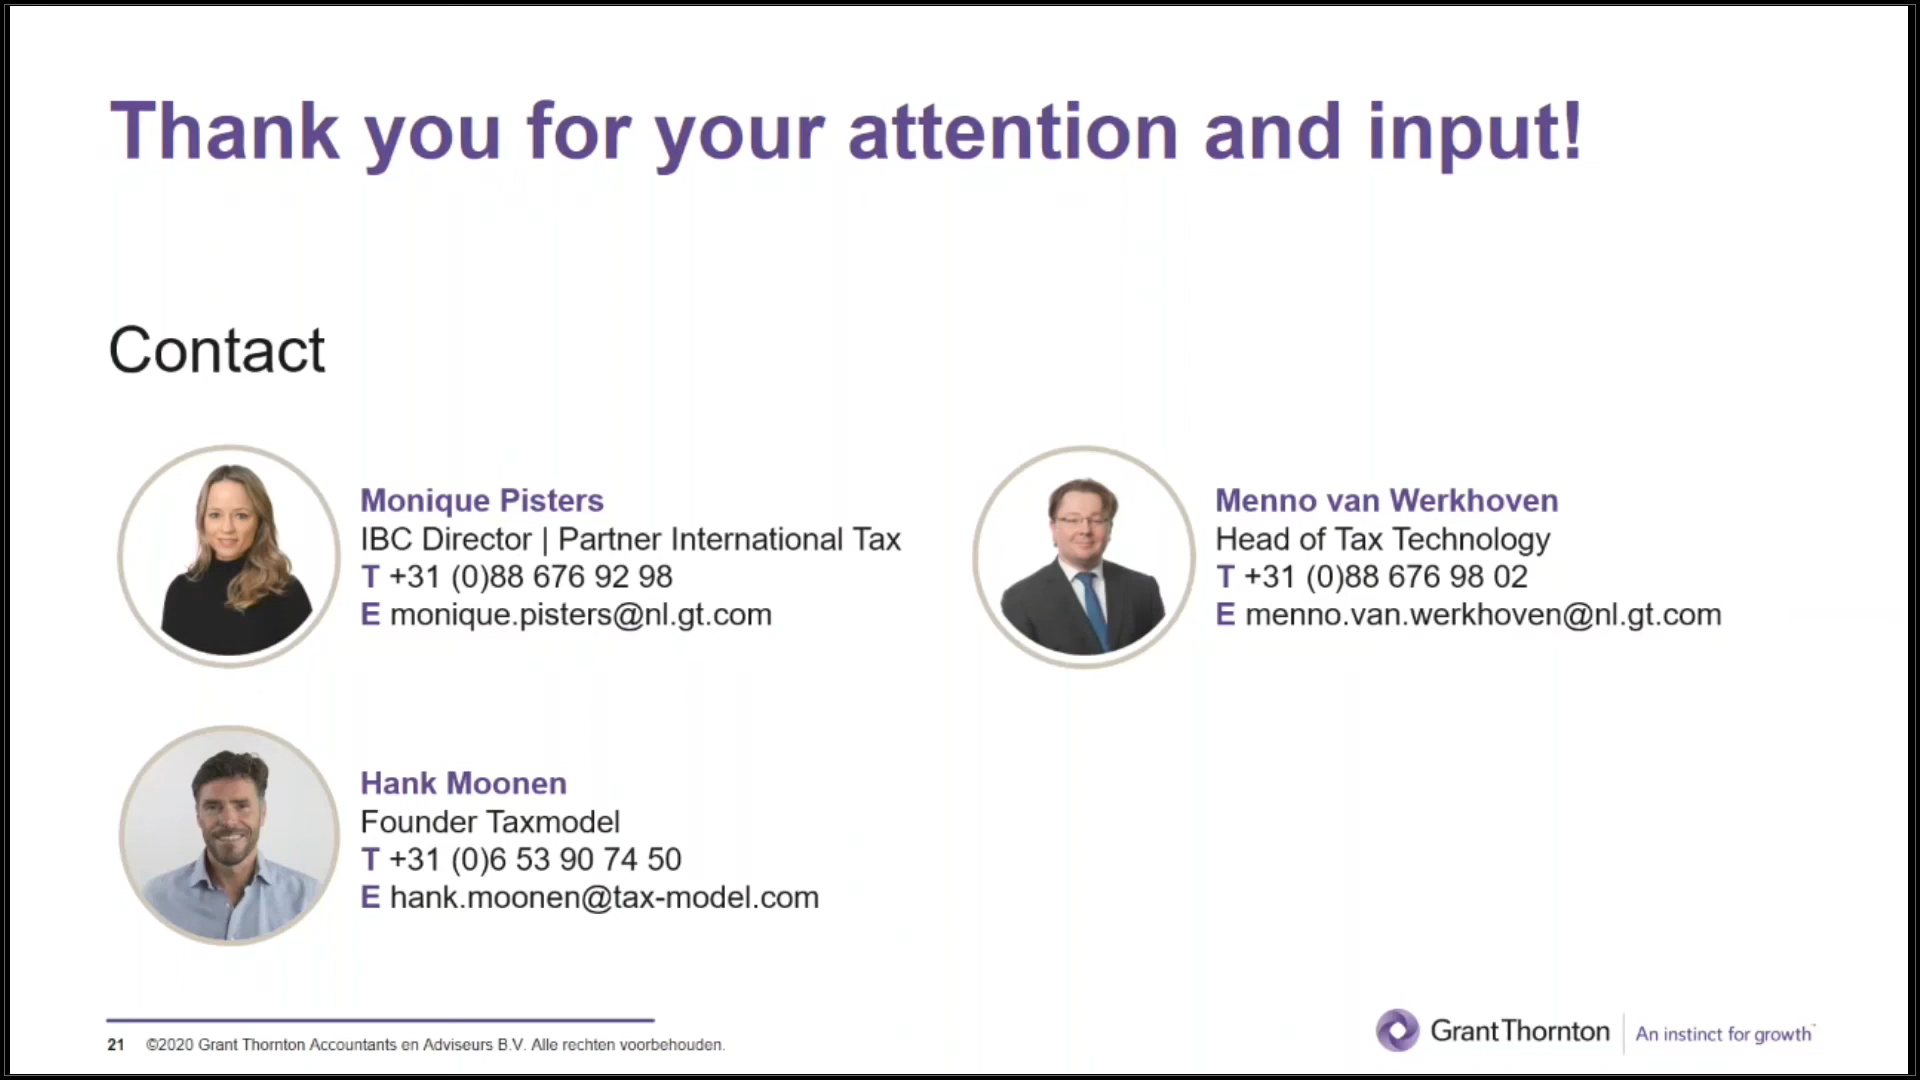 Thank you for your attention and input!
Contact
Monique Pisters
IBC Director | Partner International Tax
T +31 (0)88 676 92 98
E monique.pisters@nl.gt.com
Menno van Werkhoven
Head of Tax Technology
T +31 (0)88 676 98 02
E menno.van.werkhoven@nl.gt.com
Hank Moonen
Founder Taxmodel
T +31 (0)6 53 90 74 50
E hank.moonen@tax-model.com
21 ©2020 Grant Thornton Accountants en Adviseurs B.V. Alle rechten voorbehouden.
Grant Thornton
An instinct for growth™